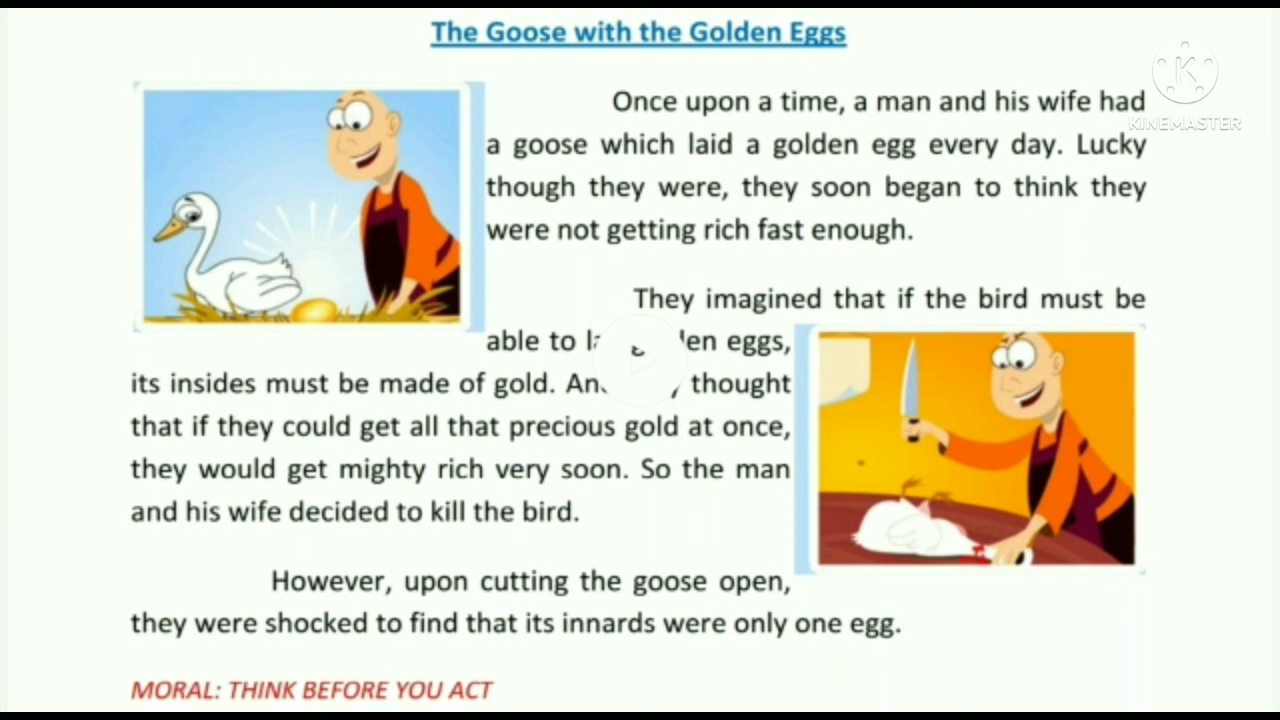 The Goose with the Golden Eggs
KINEMASTER
Once upon a time, a man and his wife had
a goose which laid a golden egg every day. Lucky
though they were, they soon began to think they
were not getting rich fast enough.
They imagined that if the bird must be
able to eggs,
its insides must be made of gold. thought
that if they could get all that precious gold at once,
they would get mighty rich very soon. So the man
and his wife decided to kill the bird.
However, upon cutting the goose open,
they were shocked to find that its innards were only one egg.
MORAL: THINK BEFORE YOU ACT